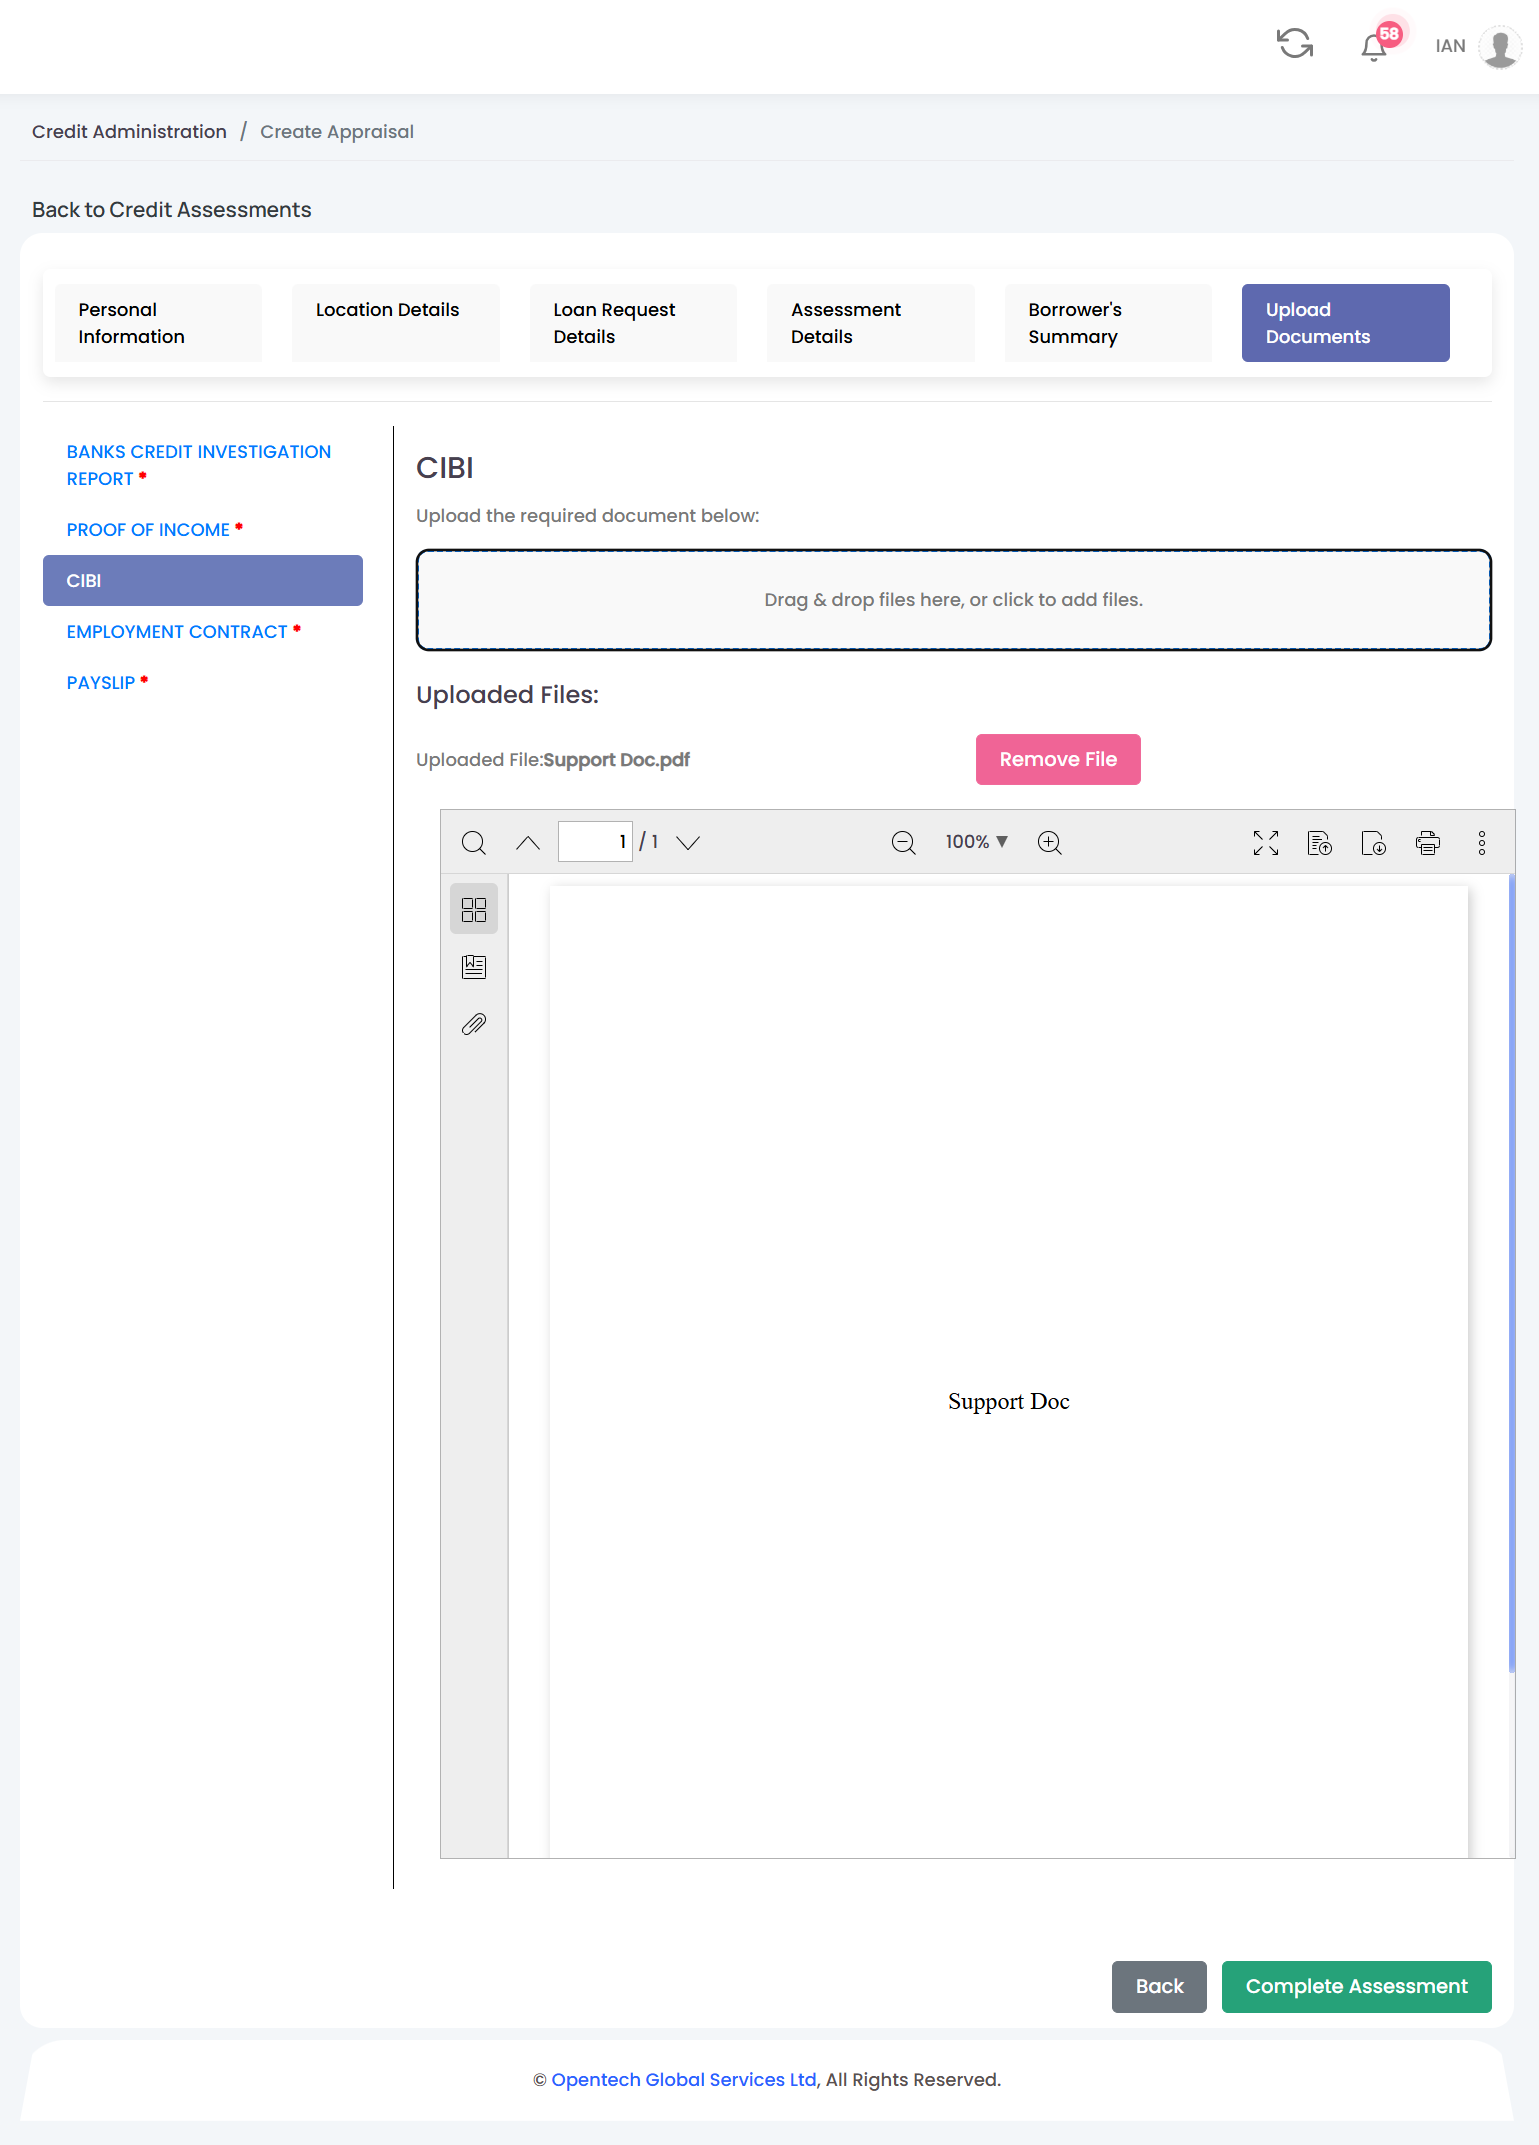 58
IAN
Credit Administration / Create Appraisal
Back to Credit Assessments
Personal
Information
Location Details
Loan Request
Details
Assessment
Details
Borrower's
Summary
Upload
Documents
BANKS CREDIT INVESTIGATION
REPORT *
PROOF OF INCOME *
CIBI
EMPLOYMENT CONTRACT *
PAYSLIP *
CIBI
Upload the required document below:
Drag & drop files here, or click to add files.
Uploaded Files:
Uploaded File:Support Doc.pdf
Remove File
1 / 1
100%
Support Doc
Back
Complete Assessment
© Opentech Global Services Ltd, All Rights Reserved.